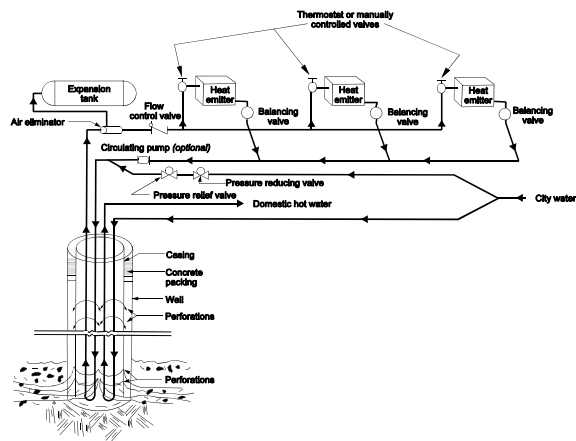 Thermostat or manually
controlled valves
Expansion
tank
Heat
emitter
Heat
emitter
Heat
emitter
Flow
control valve
Balancing
valve
Balancing
valve
Balancing
valve
Air eliminator
Circulating pump (optional)
Pressure reducing valve
Pressure relief valve
Domestic hot water
City water
Casing
Concrete
packing
Well
Perforations
Perforations